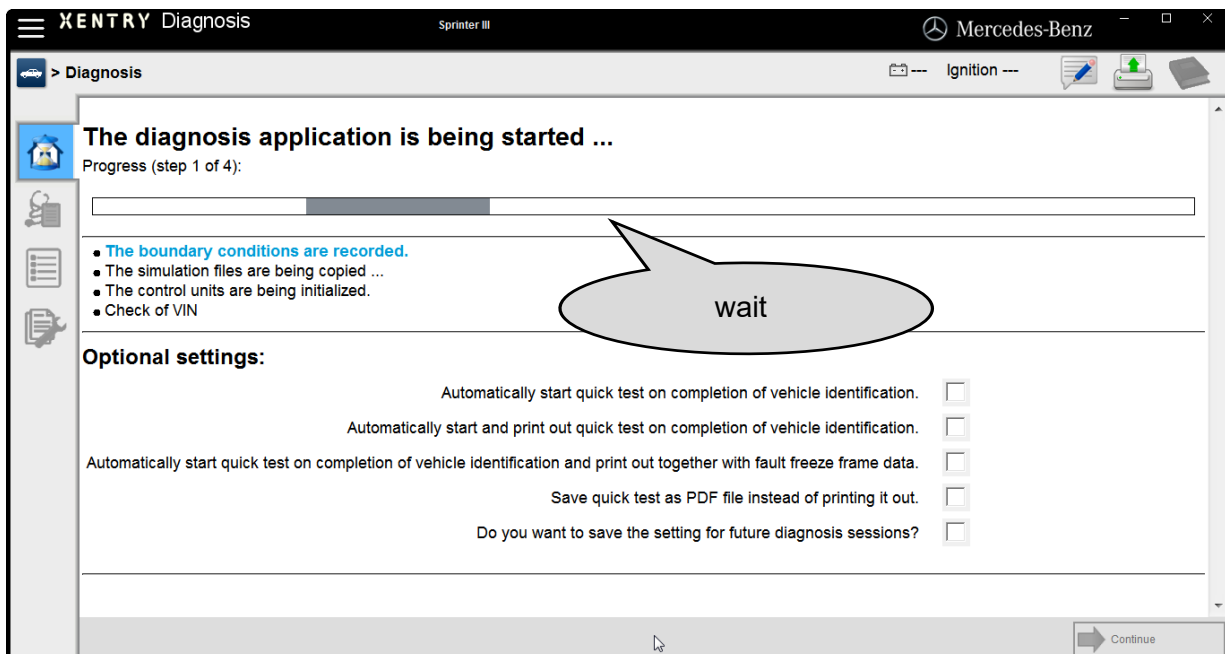 XENTRY Diagnosis
Sprinter III
Mercedes-Benz
> Diagnosis
---
Ignition ---
The diagnosis application is being started ...
Progress (step 1 of 4):
The boundary conditions are recorded.
The simulation files are being copied ...
The control units are being initialized.
Check of VIN
wait
Optional settings:
Automatically start quick test on completion of vehicle identification.
Automatically start and print out quick test on completion of vehicle identification.
Automatically start quick test on completion of vehicle identification and print out together with fault freeze frame data.
Save quick test as PDF file instead of printing it out.
Do you want to save the setting for future diagnosis sessions?
Continue